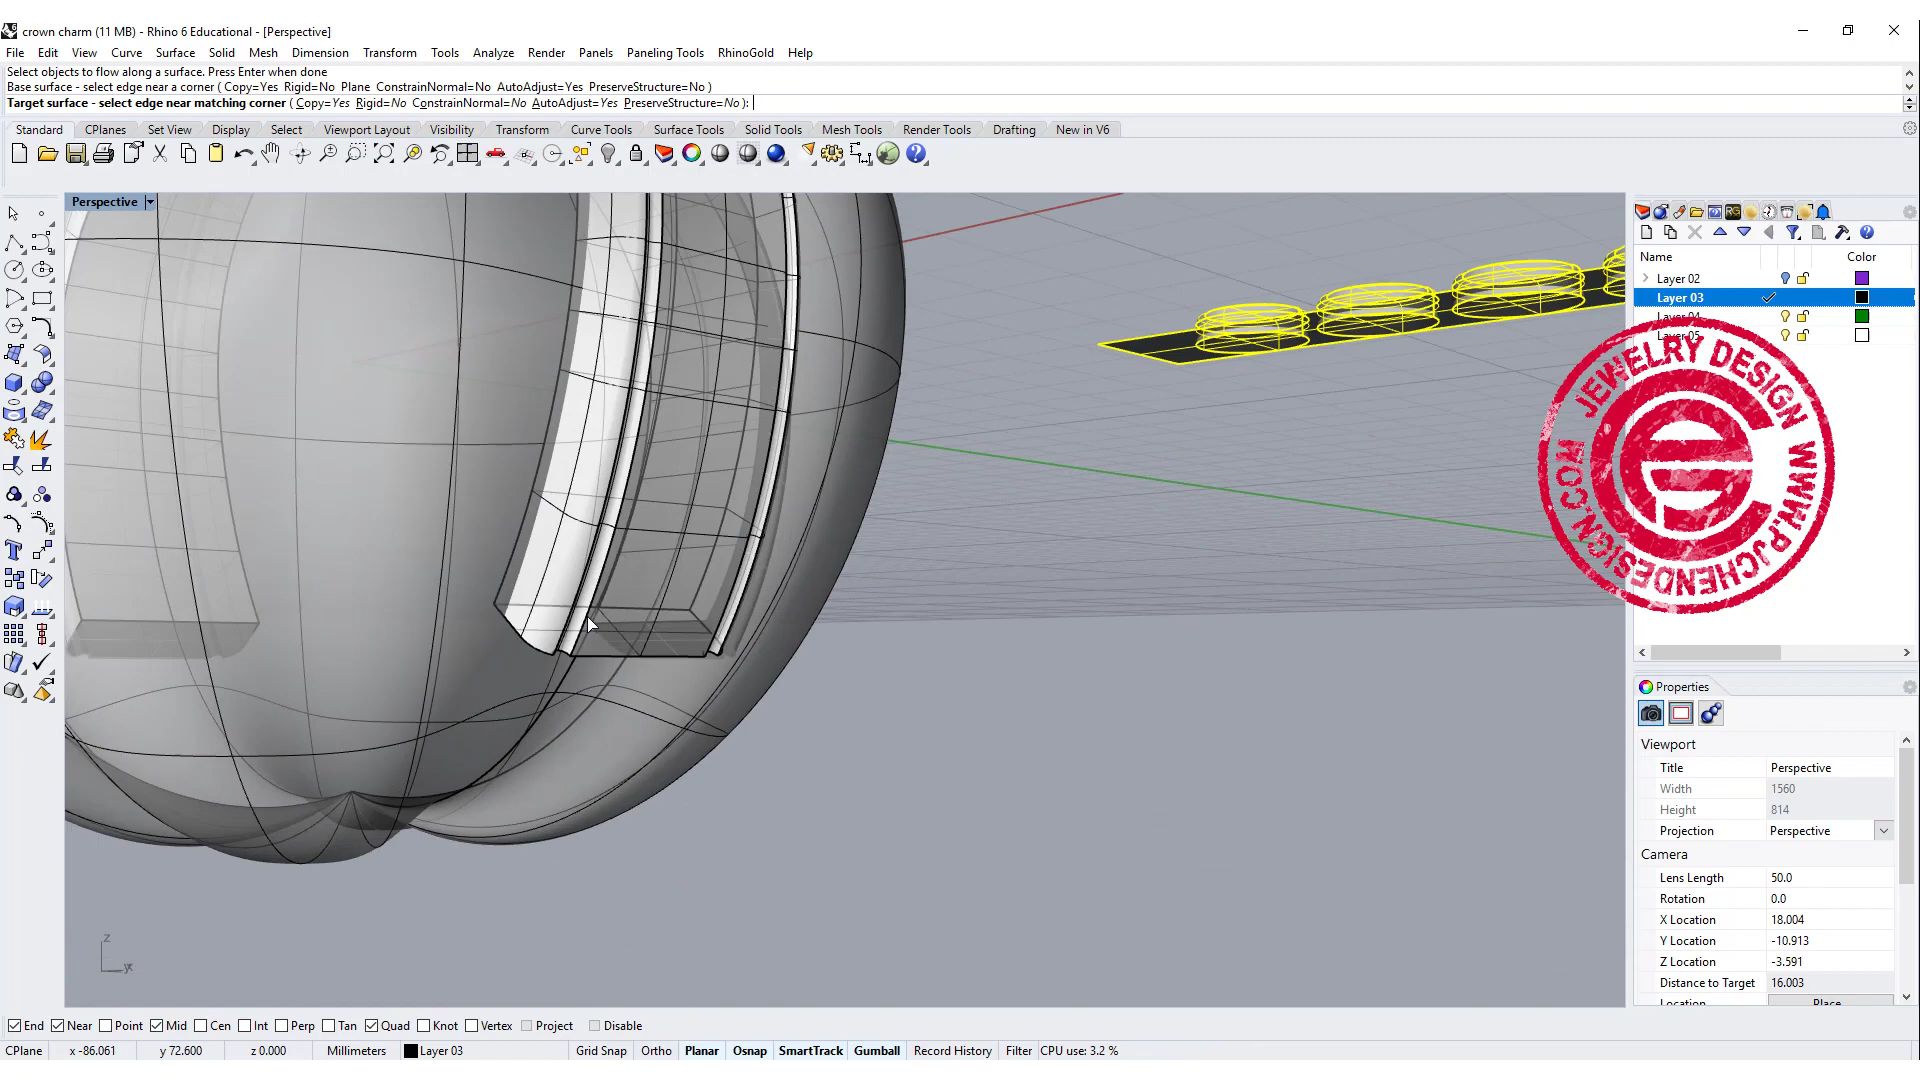 crown charm (11 MB) - Rhino 6 Educational - [Perspective]
File Edit View Curve Surface Solid Mesh Dimension Transform Tools Analyze Render Panels Paneling Tools RhinoGold Help
Select objects to flow along a surface. Press Enter when done
Base surface - select edge near a corner ( Copy=Yes Rigid=No Plane ConstrainNormal=No AutoAdjust=Yes PreserveStructure=No )
Target surface - select edge near matching corner ( Copy=Yes Rigid=No ConstrainNormal=No AutoAdjust=Yes PreserveStructure=No ):
Standard CPlanes Set View Display Select Viewport Layout Visibility Transform Curve Tools Surface Tools Solid Tools Mesh Tools Render Tools Drafting New in V6
Perspective
Name Color
Layer 02
Layer 03
Layer 04
Layer 05
JEWELRY DESIGN WWW.PJCHENDESIGN.COM
Properties
Viewport
Title Perspective
Width 1560
Height 814
Projection Perspective
Camera
Lens Length 50.0
Rotation 0.0
X Location 18.004
Y Location -10.913
Z Location -3.591
Distance to Target 16.003
Location Place
z
x
End Near Point Mid Cen Int Perp Tan Quad Knot Vertex Project Disable
CPlane x -86.061 y 72.600 z 0.000 Millimeters Layer 03 Grid Snap Ortho Planar Osnap SmartTrack Gumball Record History Filter CPU use: 3.2 %